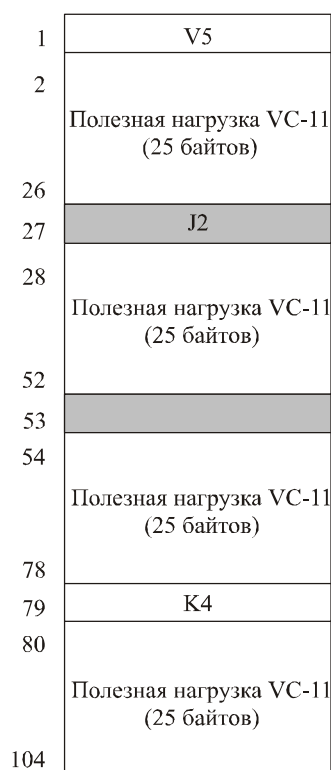 1
V5
2
Полезная нагрузка VC-11
(25 байтов)
26
27
J2
28
Полезная нагрузка VC-11
(25 байтов)
52
53
54
Полезная нагрузка VC-11
(25 байтов)
78
79
K4
80
Полезная нагрузка VC-11
(25 байтов)
104